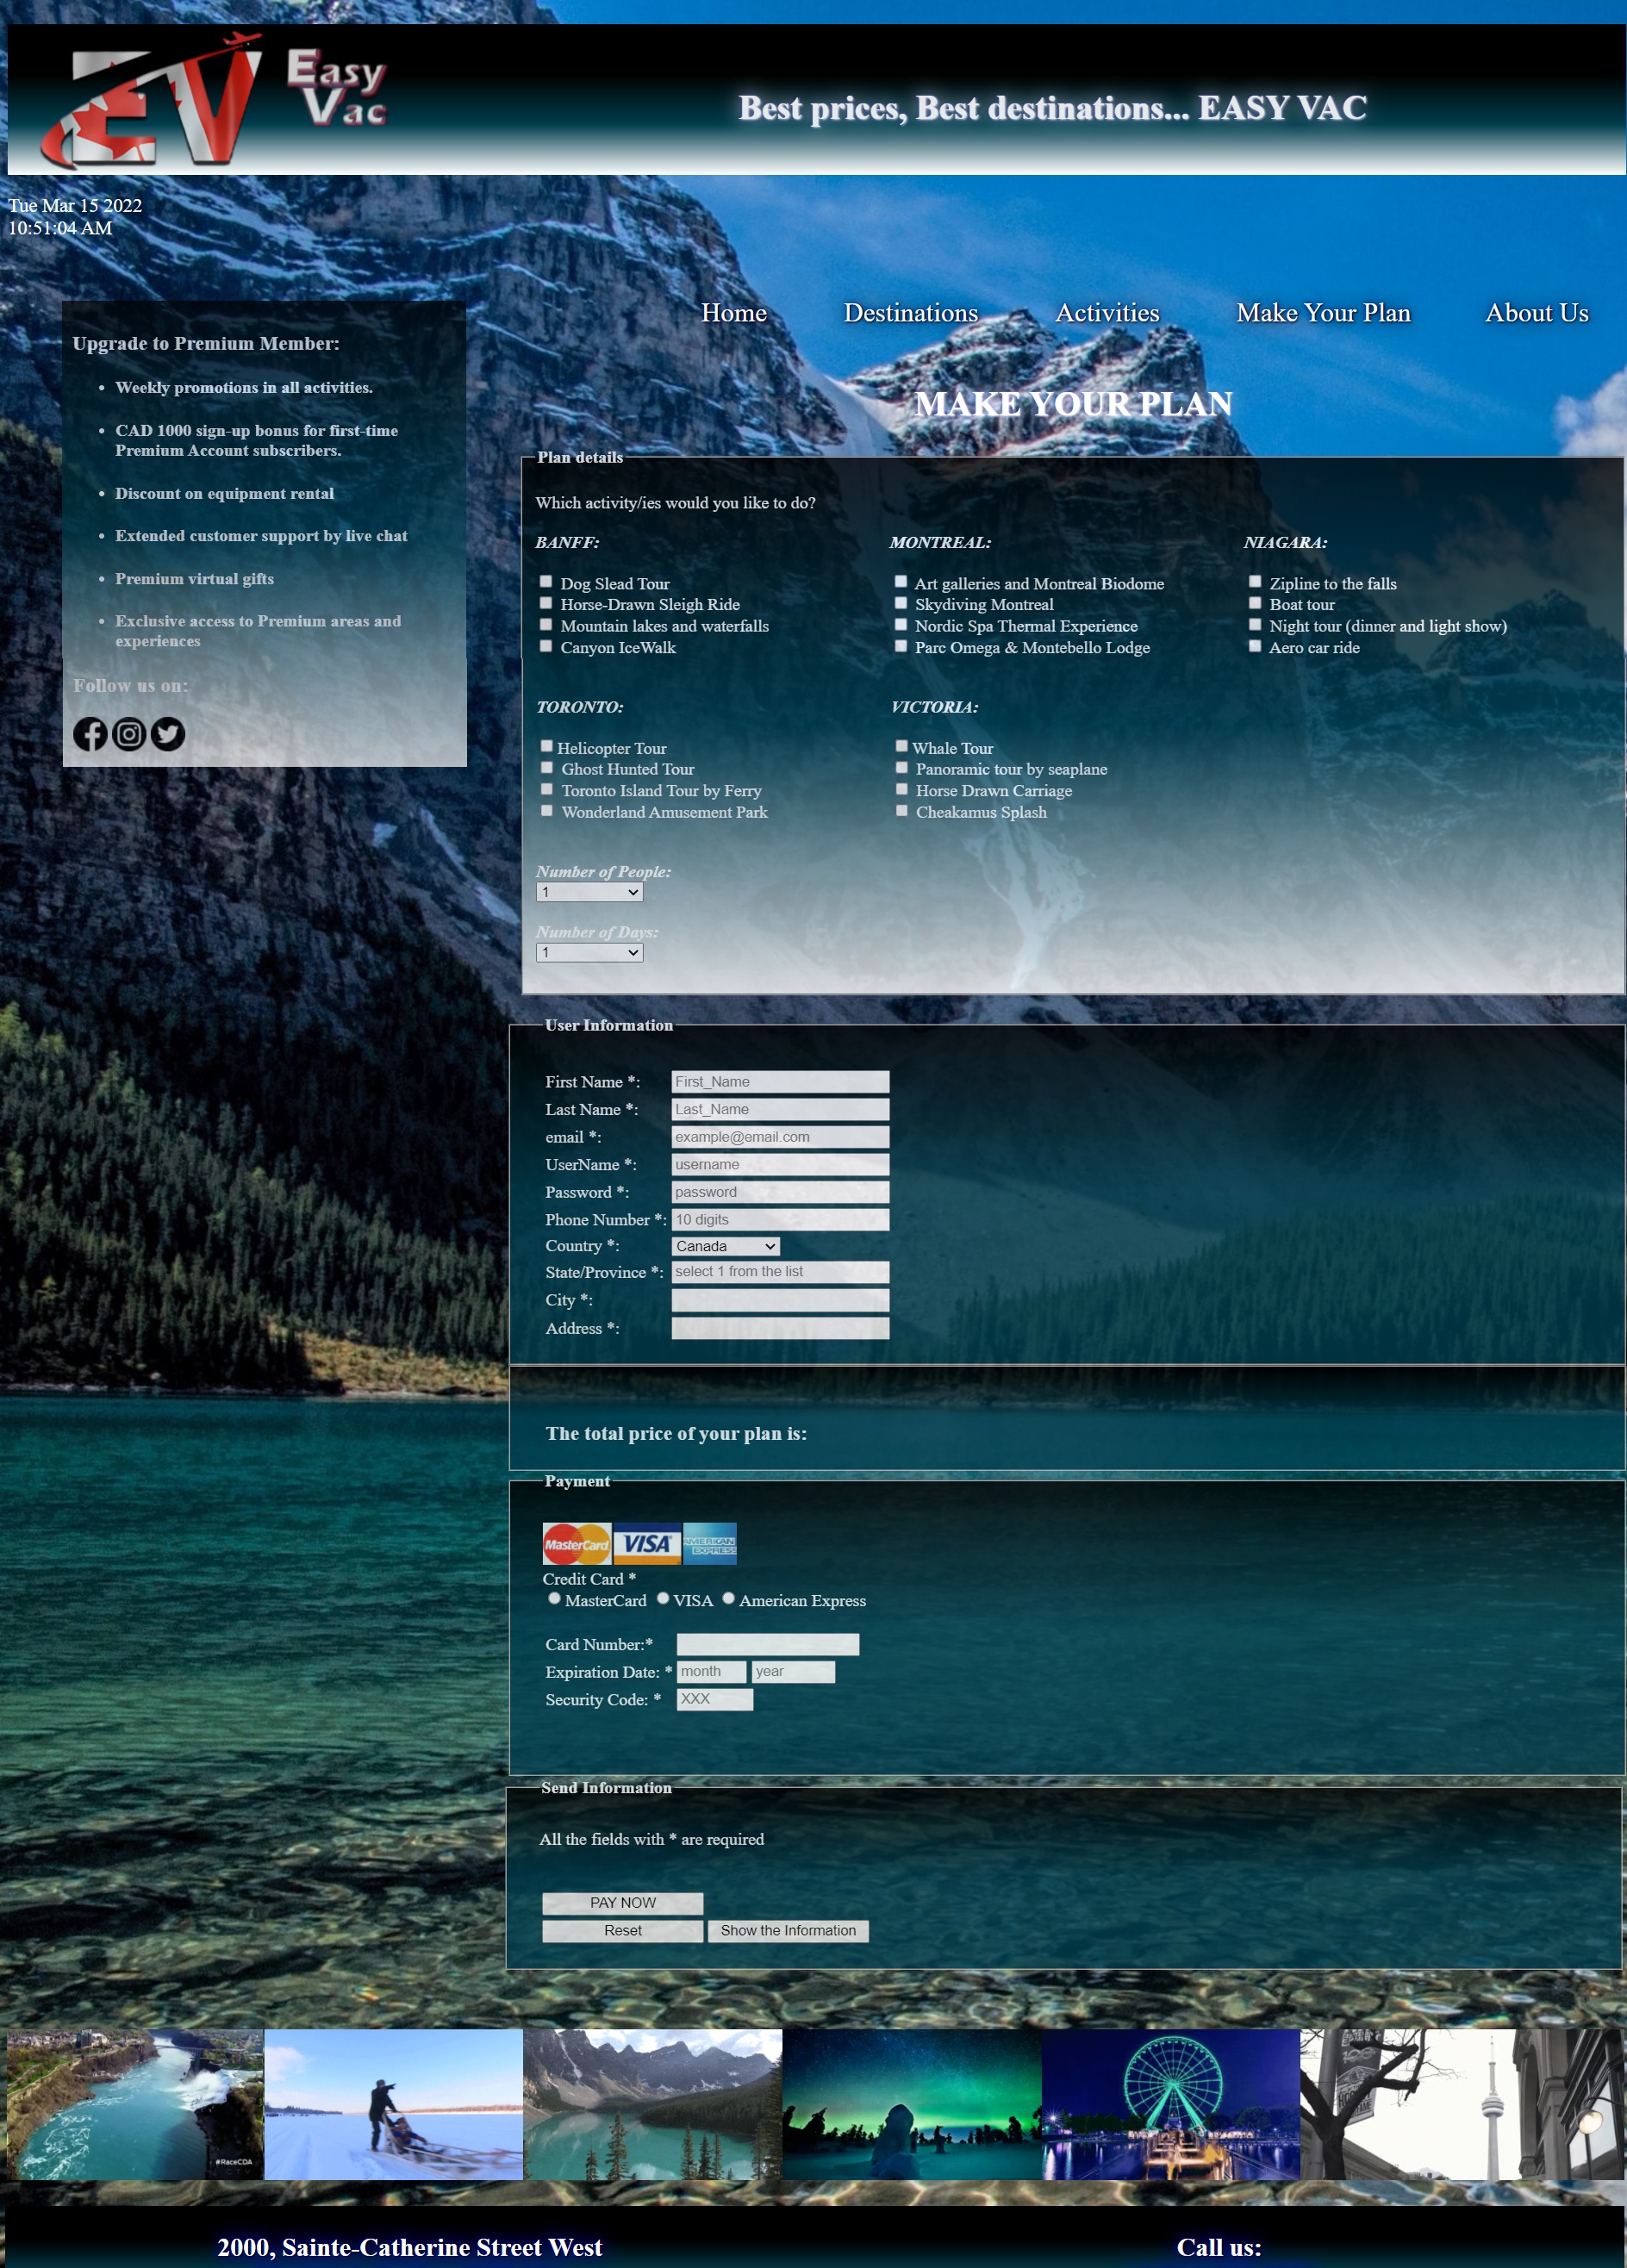 EV Easy Vac
Best prices, Best destinations... EASY VAC
Tue Mar 15 2022
10:51:04 AM
Home Destinations Activities Make Your Plan About Us
Upgrade to Premium Member:
Weekly promotions in all activities.
CAD 1000 sign-up bonus for first-time
Premium Account subscribers.
Discount on equipment rental
Extended customer support by live chat
Premium virtual gifts
Exclusive access to Premium areas and
experiences
Follow us on:
MAKE YOUR PLAN
Plan details
Which activity/ies would you like to do?
BANFF:
Dog Slead Tour
Horse-Drawn Sleigh Ride
Mountain lakes and waterfalls
Canyon IceWalk
MONTREAL:
Art galleries and Montreal Biodome
Skydiving Montreal
Nordic Spa Thermal Experience
Parc Omega & Montebello Lodge
NIAGARA:
Zipline to the falls
Boat tour
Night tour (dinner and light show)
Aero car ride
TORONTO:
Helicopter Tour
Ghost Hunted Tour
Toronto Island Tour by Ferry
Wonderland Amusement Park
VICTORIA:
Whale Tour
Panoramic tour by seaplane
Horse Drawn Carriage
Cheakamus Splash
Number of People:
1
Number of Days:
1
User Information
First Name *: First_Name
Last Name *: Last_Name
email *: example@email.com
UserName *: username
Password *: password
Phone Number *: 10 digits
Country *: Canada
State/Province *: select 1 from the list
City *:
Address *:
The total price of your plan is:
Payment
MasterCard VISA AMERICAN EXPRESS
Credit Card *
MasterCard VISA American Express
Card Number:*
Expiration Date: * month year
Security Code: * XXX
Send Information
All the fields with * are required
PAY NOW
Reset Show the Information
#RaceCDA
CTV
2000, Sainte-Catherine Street West
Call us: